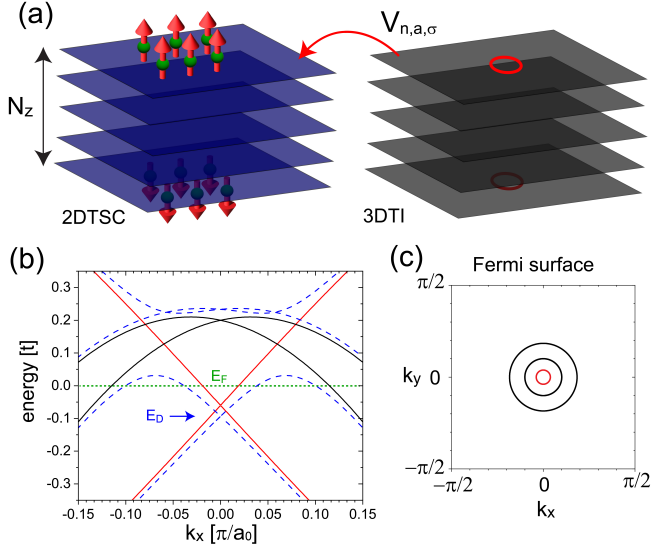 (a)
V_{n,a,σ}
N_z
2DTSC
3DTI
(b)
(c)
Fermi surface
0.3
0.2
0.1
0.0
-0.1
-0.2
-0.3
energy [t]
E_F
E_D
-0.15 -0.10 -0.05 0.00 0.05 0.10 0.15
k_x [π/a_0]
π/2
k_y 0
−π/2
−π/2 0 π/2
k_x